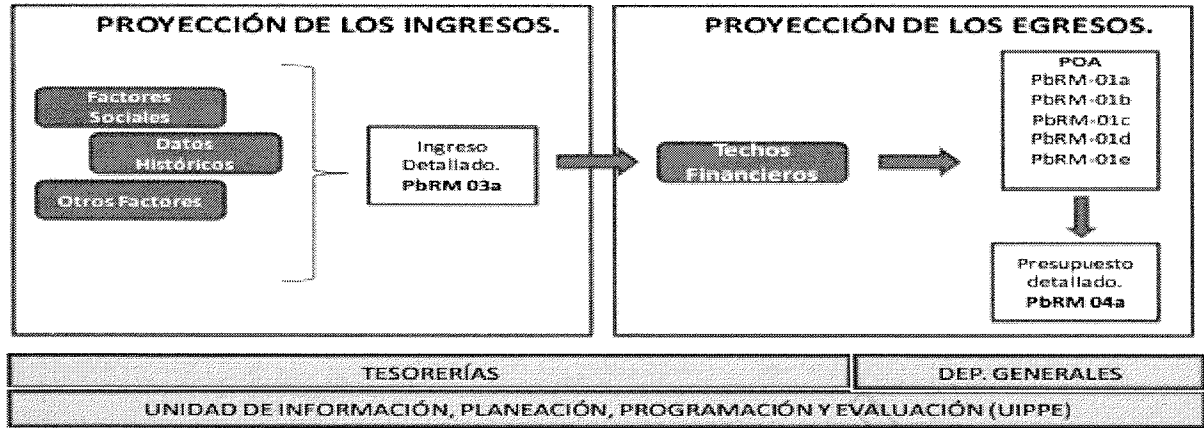 PROYECCIÓN DE LOS INGRESOS.
Factores
Sociales
Datos
Históricos
Otros Factores
Ingreso
Detallado.
PbRM 03a
PROYECCIÓN DE LOS EGRESOS.
Techos
Financieros
POA
PbRM-01a
PbRM-01b
PbRM-01c
PbRM-01d
PbRM-01e
Presupuesto
detallado.
PbRM 04a
TESORERÍAS
DEP. GENERALES
UNIDAD DE INFORMACIÓN, PLANEACIÓN, PROGRAMACIÓN Y EVALUACIÓN (UIPPE)